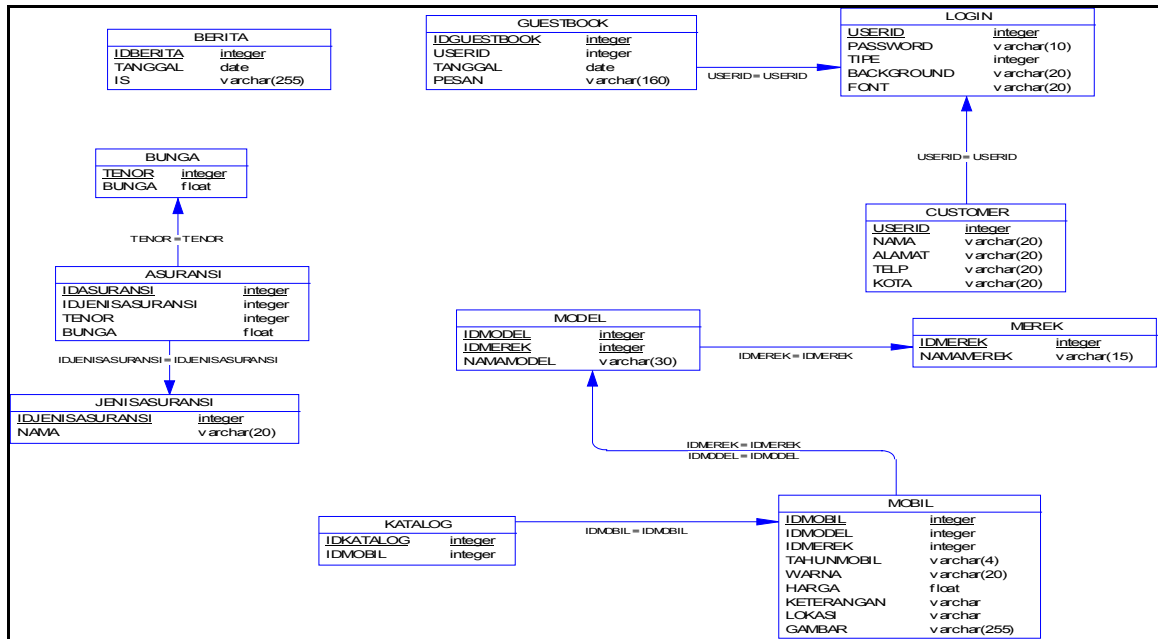 BERITA
IDBERITA integer
TANGGAL date
IS varchar(255)
GUESTBOOK
IDGUESTBOOK integer
USERID integer
TANGGAL date
PESAN varchar(160)
USERID = USERID
LOGIN
USERID integer
PASSWORD varchar(10)
TIPE integer
BACKGROUND varchar(20)
FONT varchar(20)
USERID = USERID
BUNGA
TENOR integer
BUNGA float
TENOR = TENOR
CUSTOMER
USERID integer
NAMA varchar(20)
ALAMAT varchar(20)
TELP varchar(20)
KOTA varchar(20)
ASURANSI
IDASURANSI integer
IDJENISASURANSI integer
TENOR integer
BUNGA float
IDJENISASURANSI = IDJENISASURANSI
JENISASURANSI
IDJENISASURANSI integer
NAMA varchar(20)
MODEL
IDMODEL integer
IDMEREK integer
NAMAMODEL varchar(30)
IDMEREK = IDMEREK
MEREK
IDMEREK integer
NAMAMEREK varchar(15)
IDMEREK = IDMEREK
IDMODEL = IDMODEL
KATALOG
IDKATALOG integer
IDMOBIL integer
IDMOBIL = IDMOBIL
MOBIL
IDMOBIL integer
IDMODEL integer
IDMEREK integer
TAHUNMOBIL varchar(4)
WARNA varchar(20)
HARGA float
KETERANGAN varchar
LOKASI varchar
GAMBAR varchar(255)